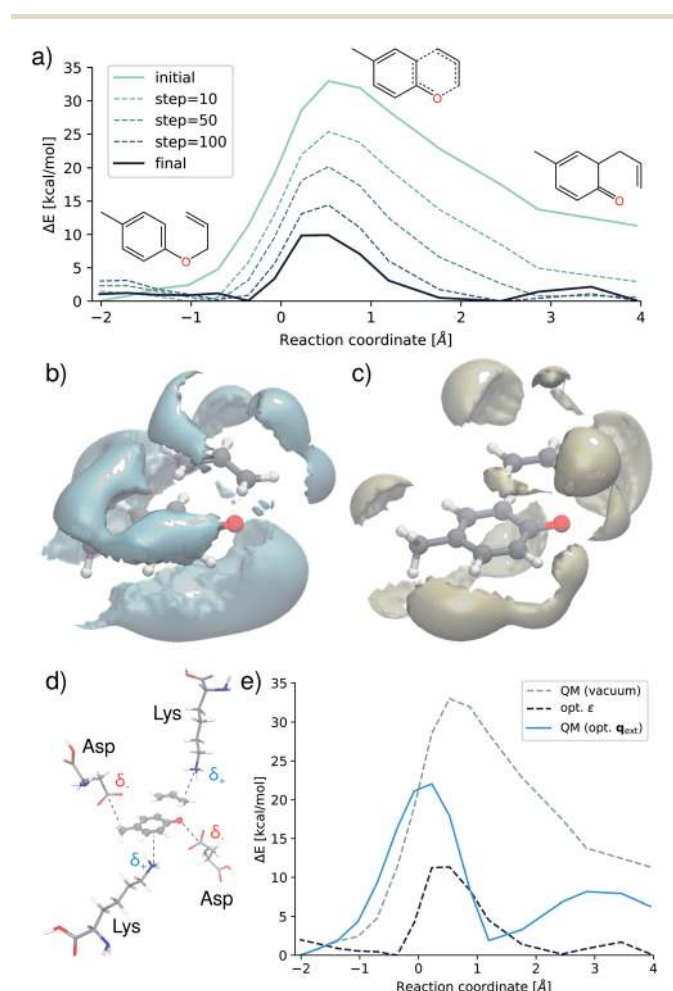 a)
35
30
25
20
15
10
5
0
ΔE [kcal/mol]
initial
step=10
step=50
step=100
final
O
O
O
−2 −1 0 1 2 3 4
Reaction coordinate [Å]
b)
c)
d)
Lys
Asp
δ+
δ-
δ-
δ+
Asp
Lys
e)
35
30
25
20
15
10
5
0
ΔE [kcal/mol]
QM (vacuum)
opt. ε
QM (opt. qext)
−2 −1 0 1 2 3 4
Reaction coordinate [Å]